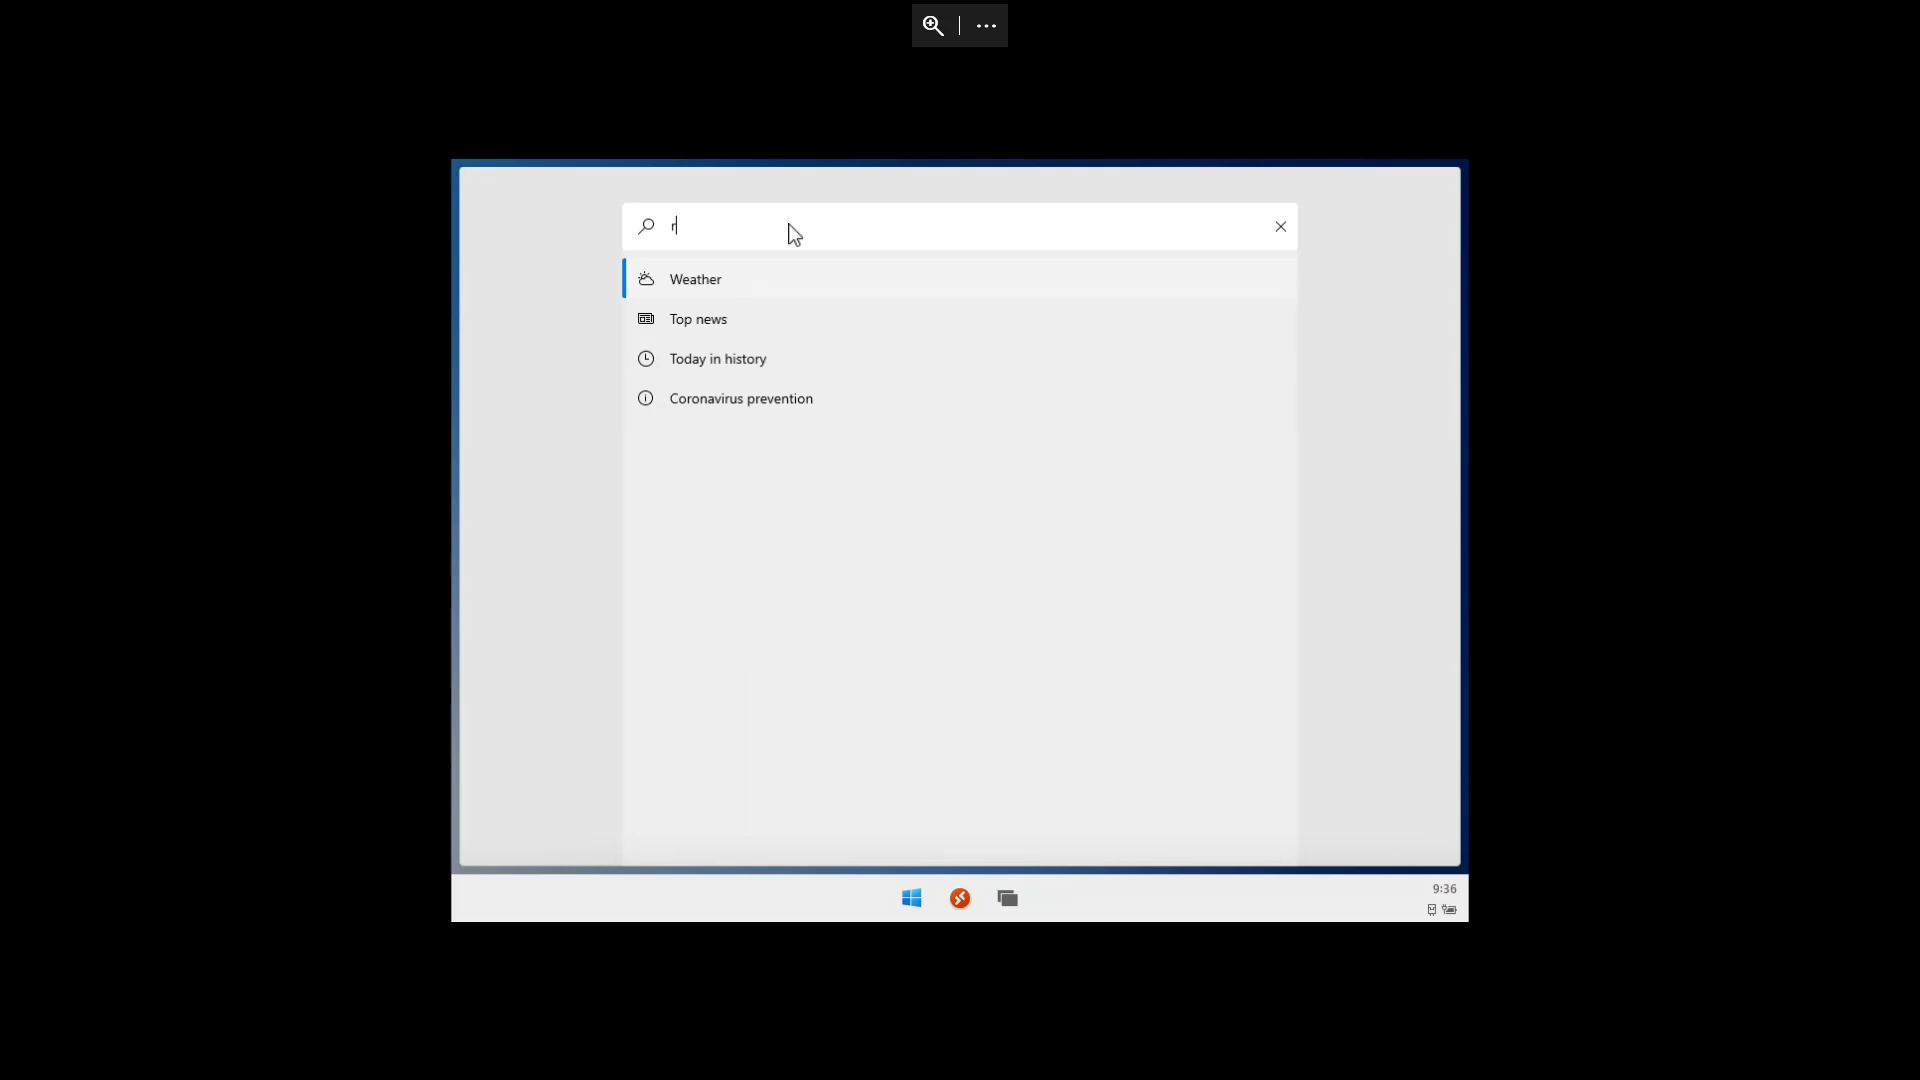 r
Weather
Top news
Today in history
Coronavirus prevention
9:36